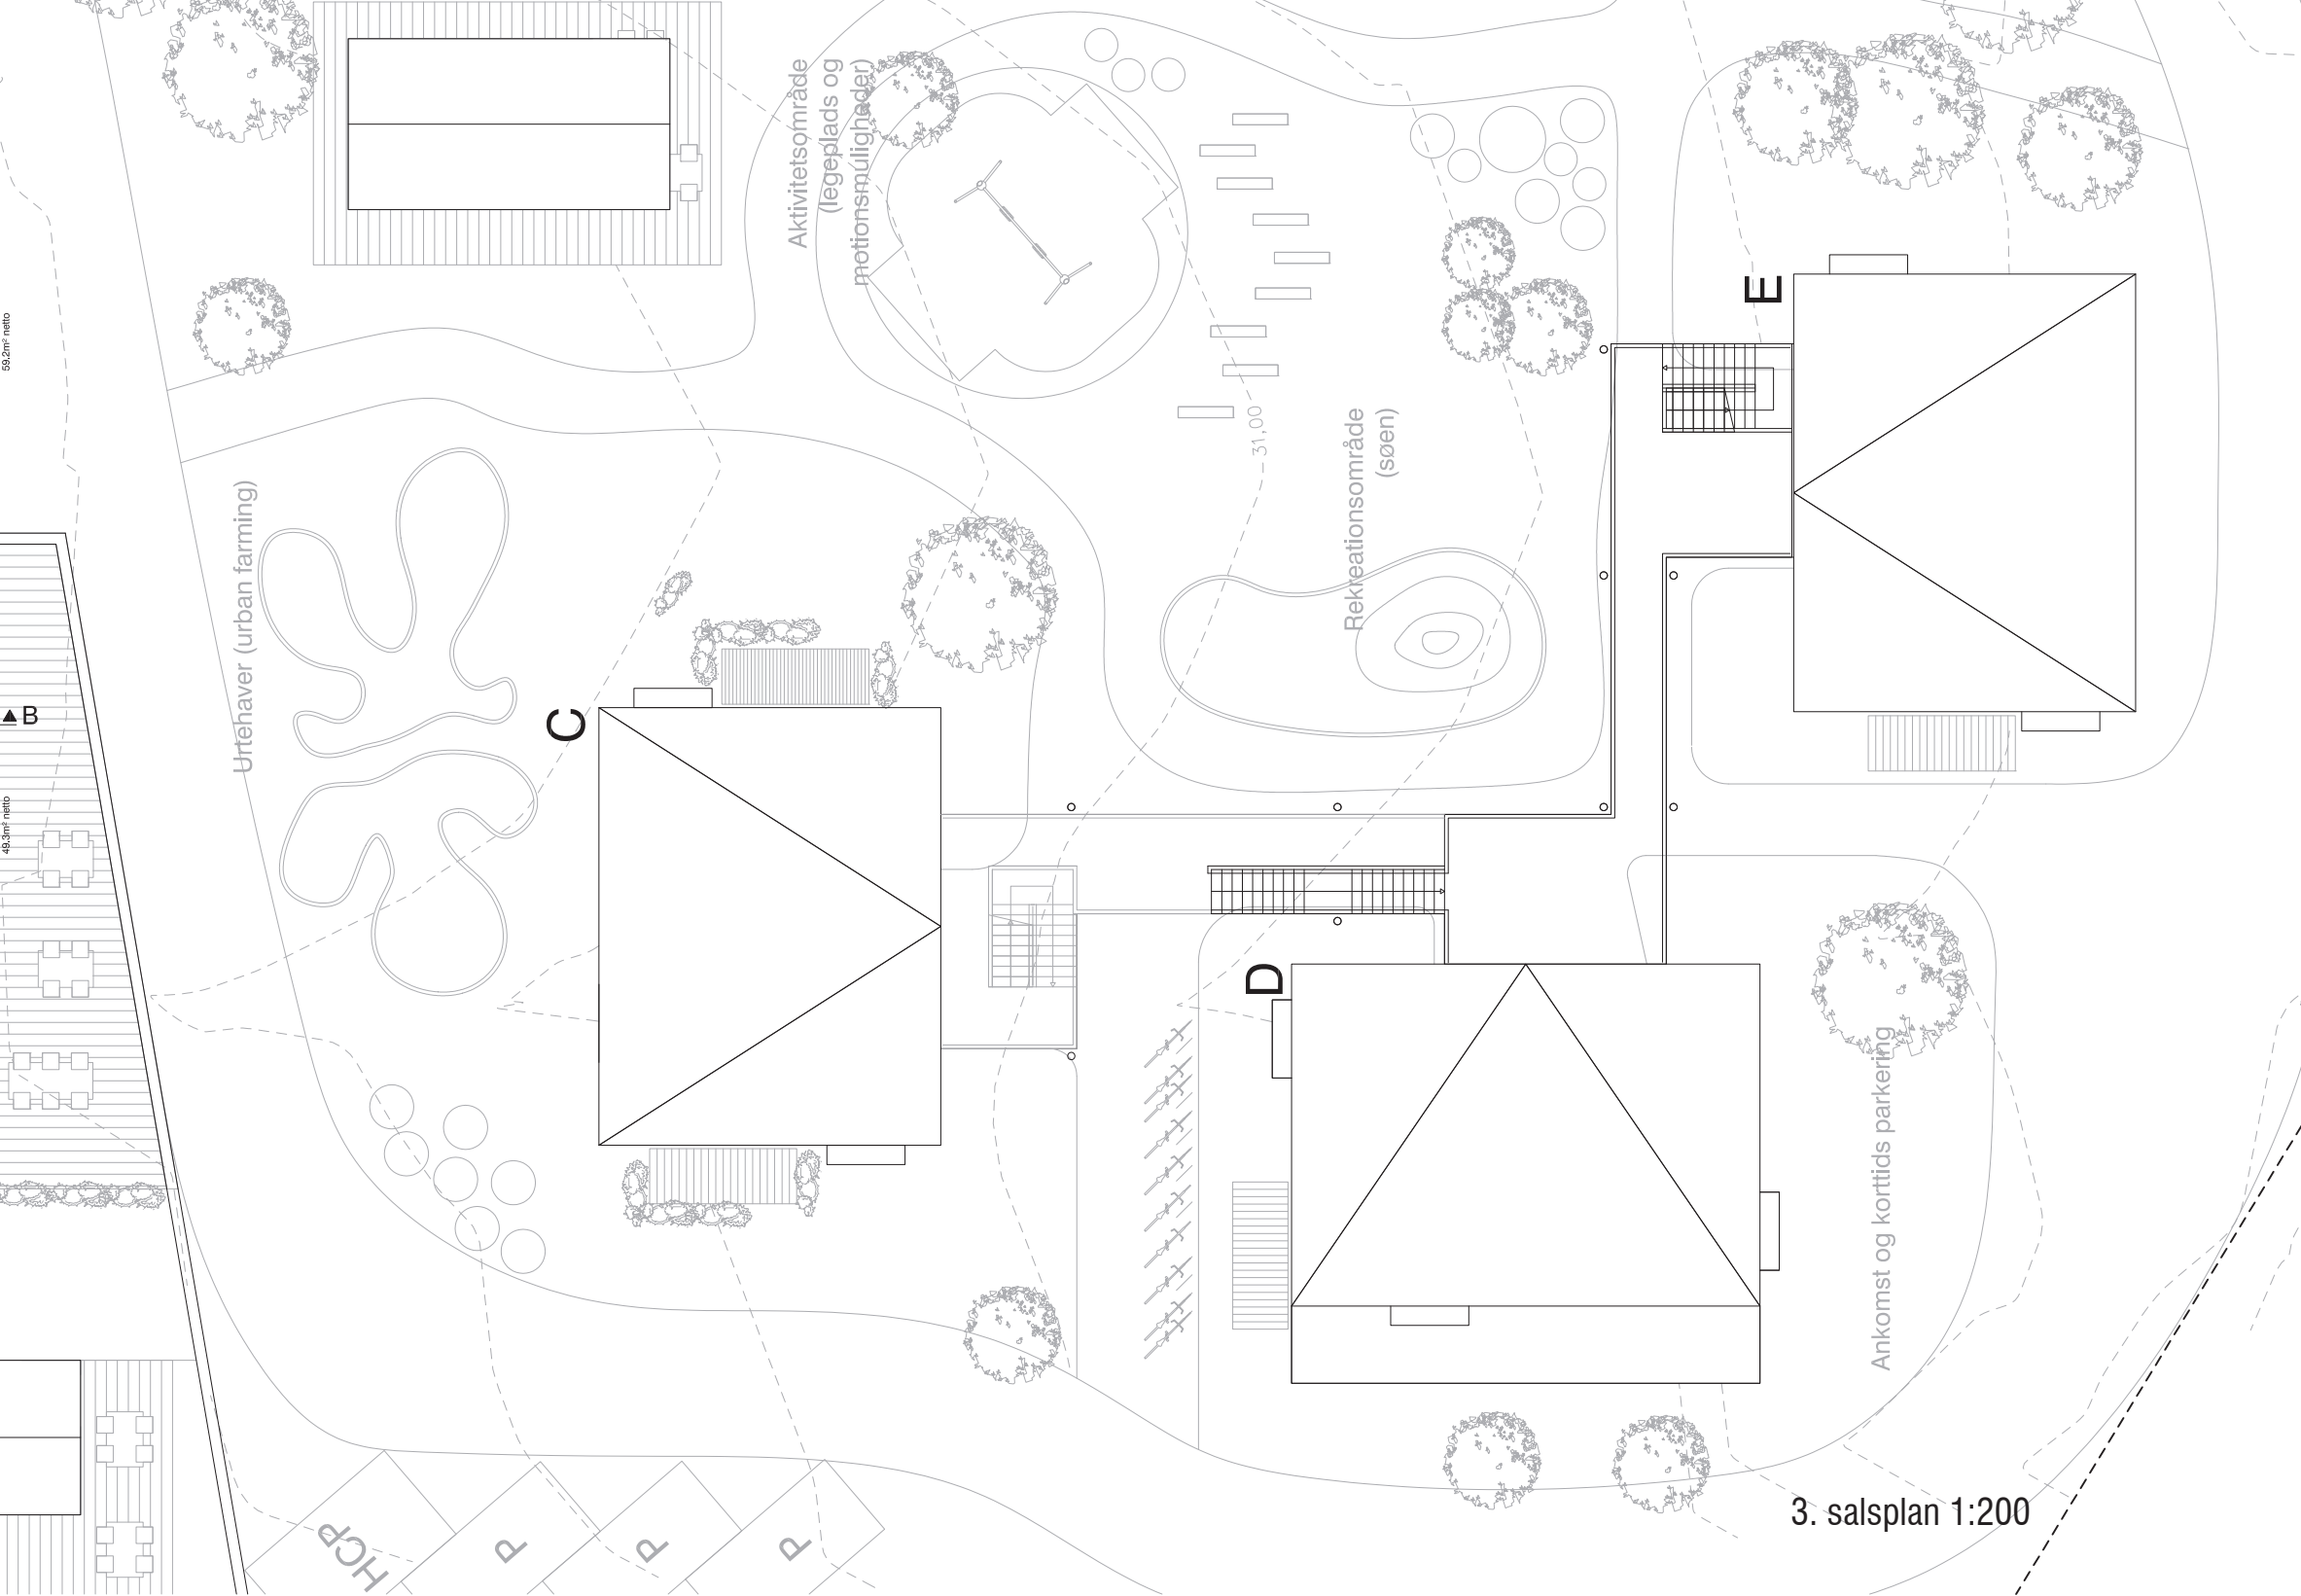 59.2m² netto
49.3m² netto
B
Aktivitetsområde
(legeplads og
motionsmuligheder)
Urtehaver (urban farming)
31,00
Rekreationsområde
(søen)
E
C
D
Ankomst og korttids parkering
HCP
P
P
P
3. salsplan 1:200